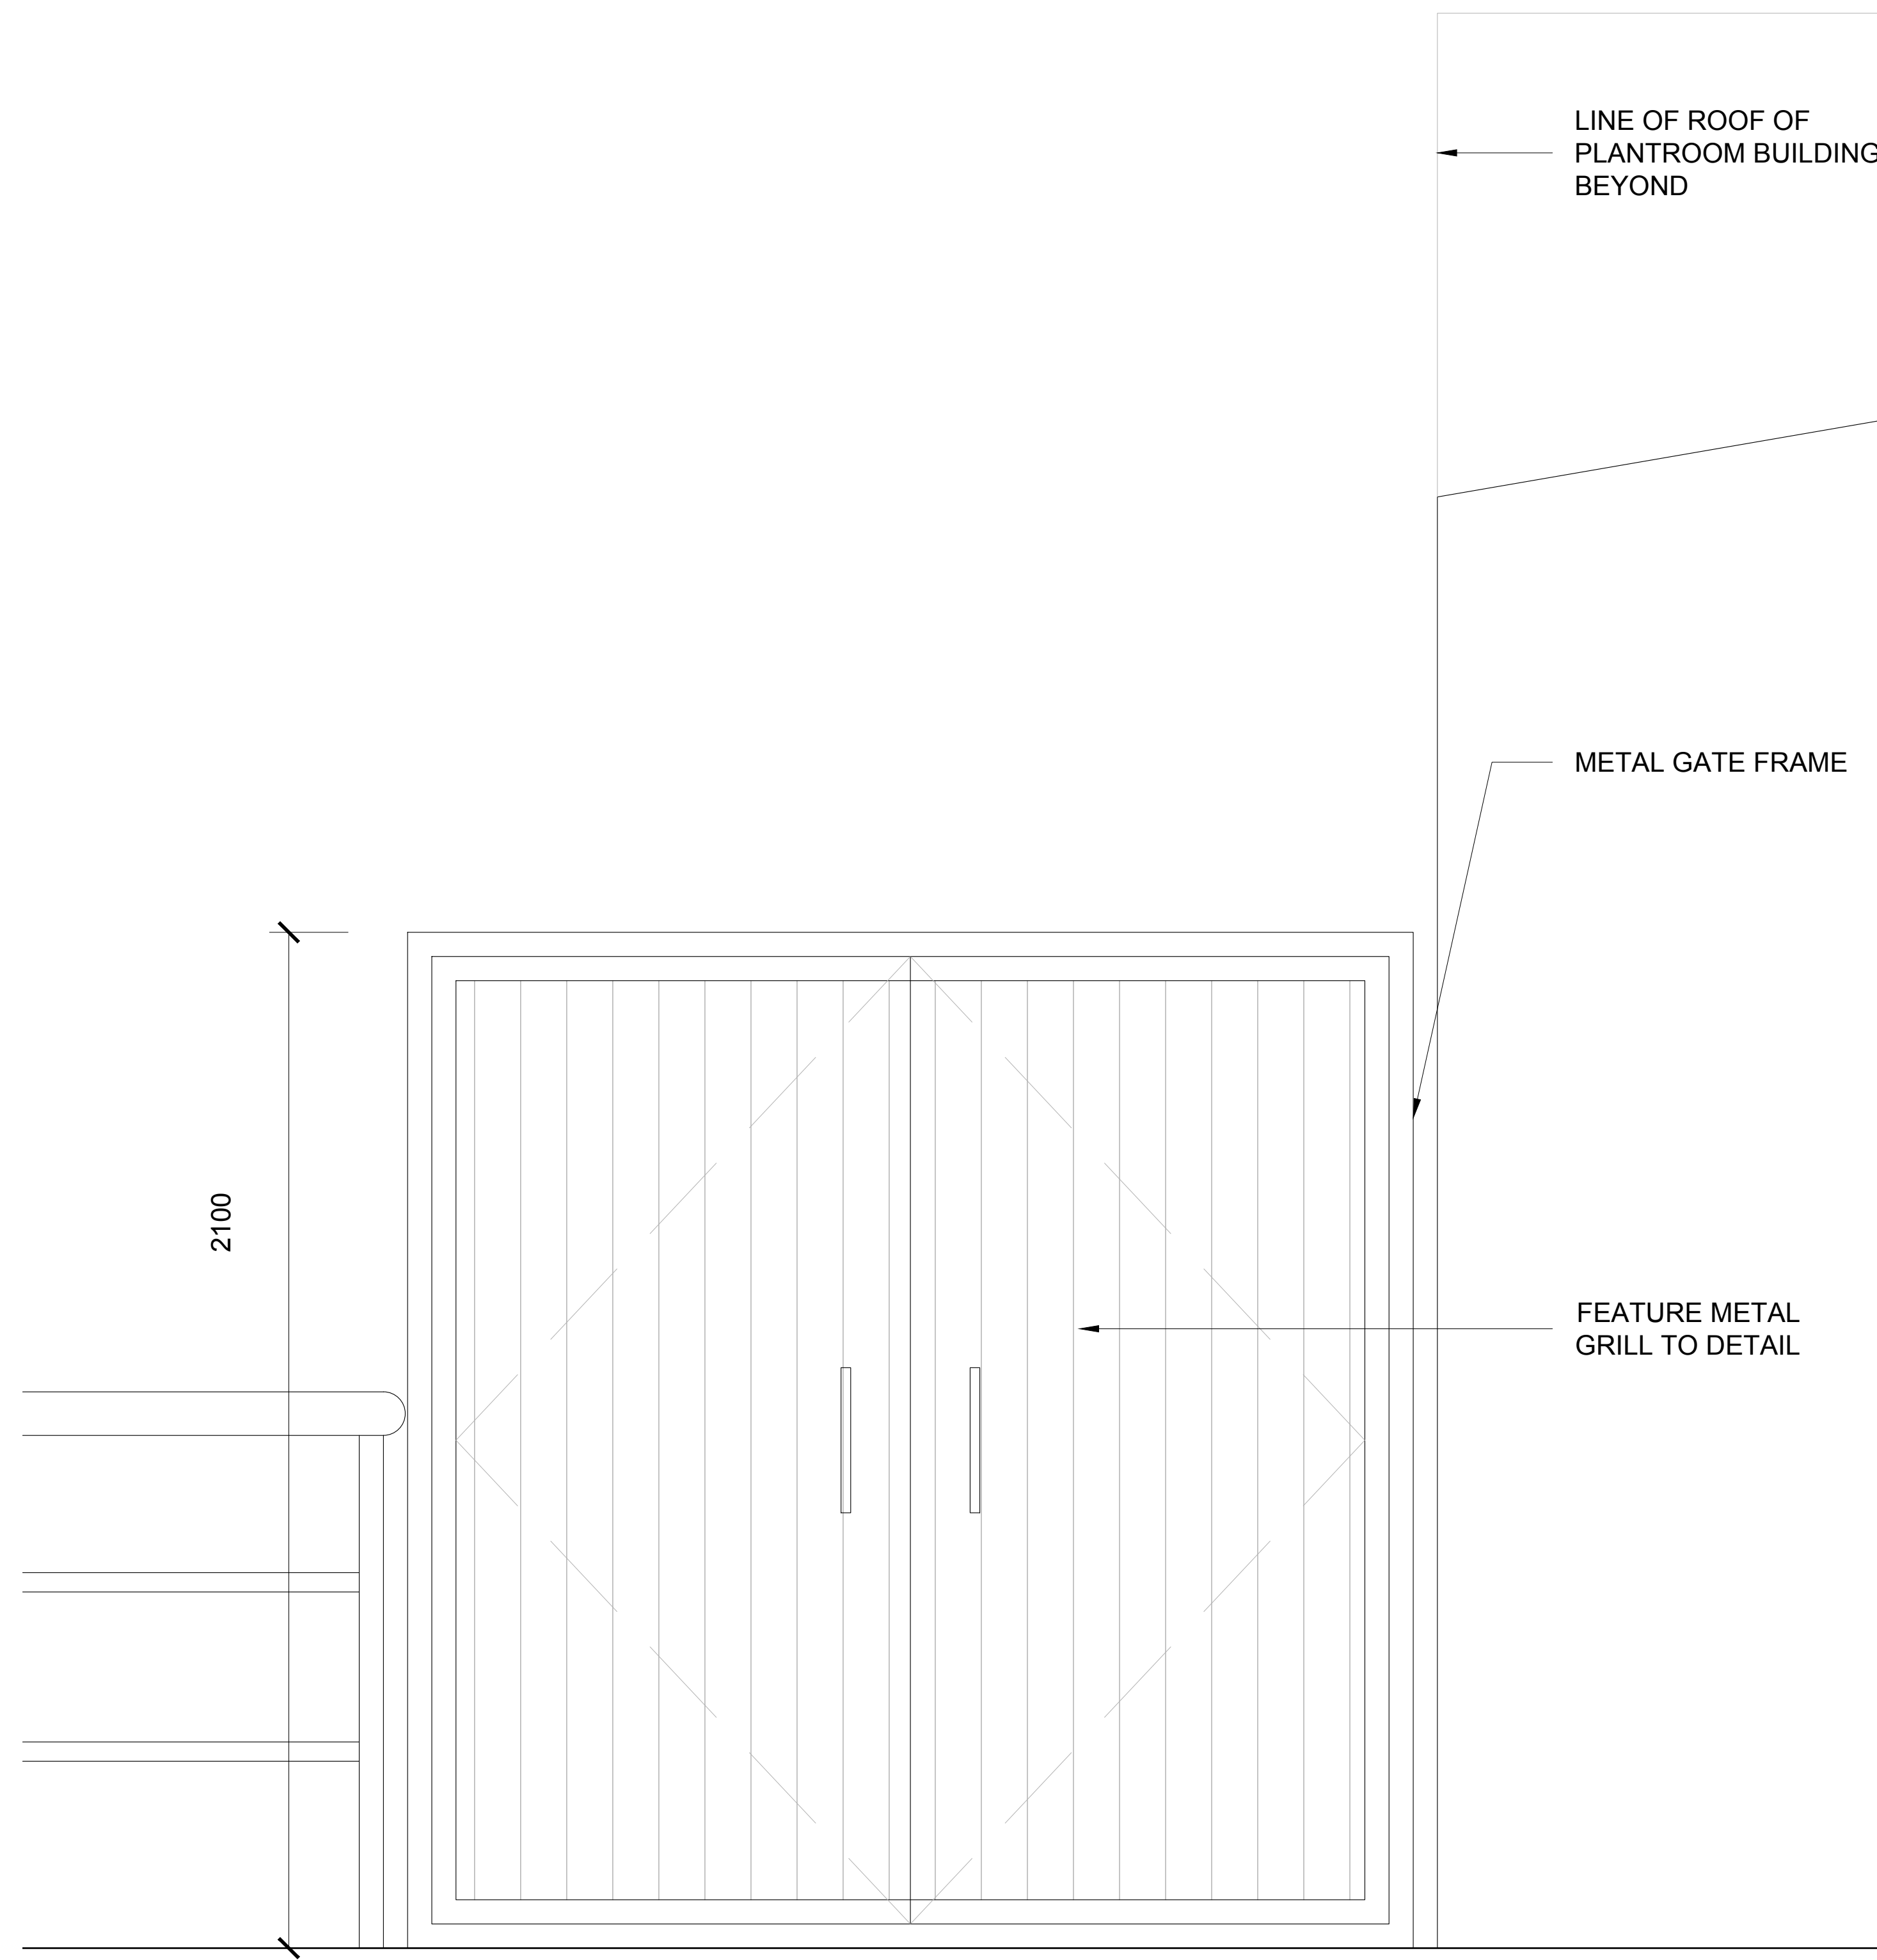 LINE OF ROOF OF
PLANTROOM BUILDING
BEYOND
METAL GATE FRAME
2100
FEATURE METAL
GRILL TO DETAIL